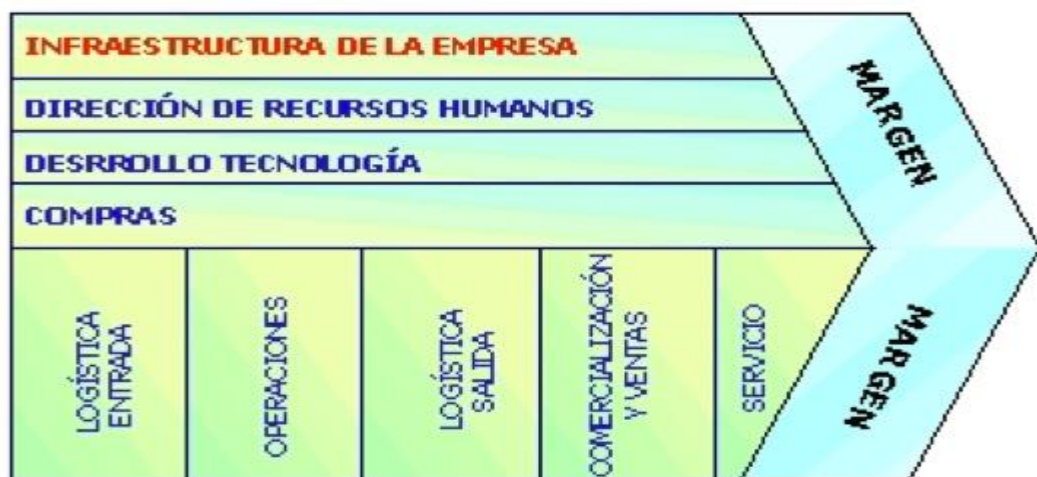 INFRAESTRUCTURA DE LA EMPRESA
DIRECCIÓN DE RECURSOS HUMANOS
DESRROLLO TECNOLOGÍA
COMPRAS
MARGEN
LOGÍSTICA
ENTRADA
OPERACIONES
LOGÍSTICA
SALIDA
COMERCIALIZACIÓN
Y VENTAS
SERVICIO
MARGEN